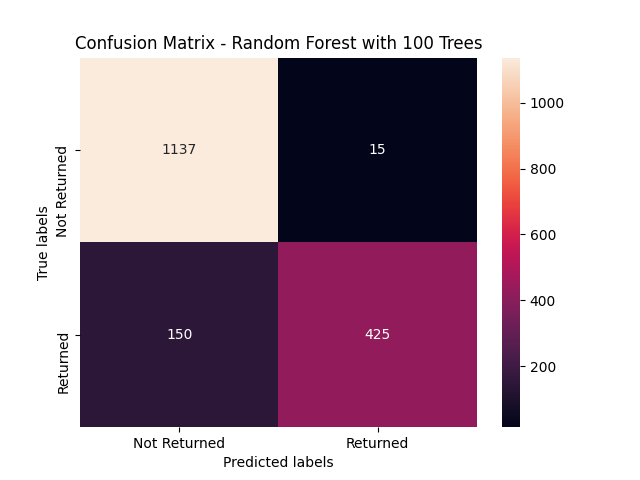 Confusion Matrix - Random Forest with 100 Trees
True labels
Not Returned
1137
15
Returned
150
425
Not Returned
Returned
Predicted labels
1000
800
600
400
200